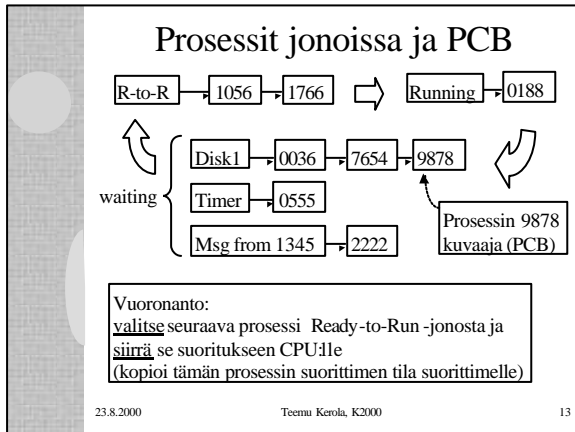 Prosessit jonoissa ja PCB
R-to-R 1056 1766 Running 0188
Disk1 0036 7654 9878
waiting
Timer 0555
Msg from 1345 2222
Prosessin 9878
kuvaaja (PCB)
Vuoronanto:
valitse seuraava prosessi Ready-to-Run -jonosta ja
siirrä se suoritukseen CPU:lle
(kopioi tämän prosessin suorittimen tila suorittimelle)
23.8.2000 Teemu Kerola, K2000 13